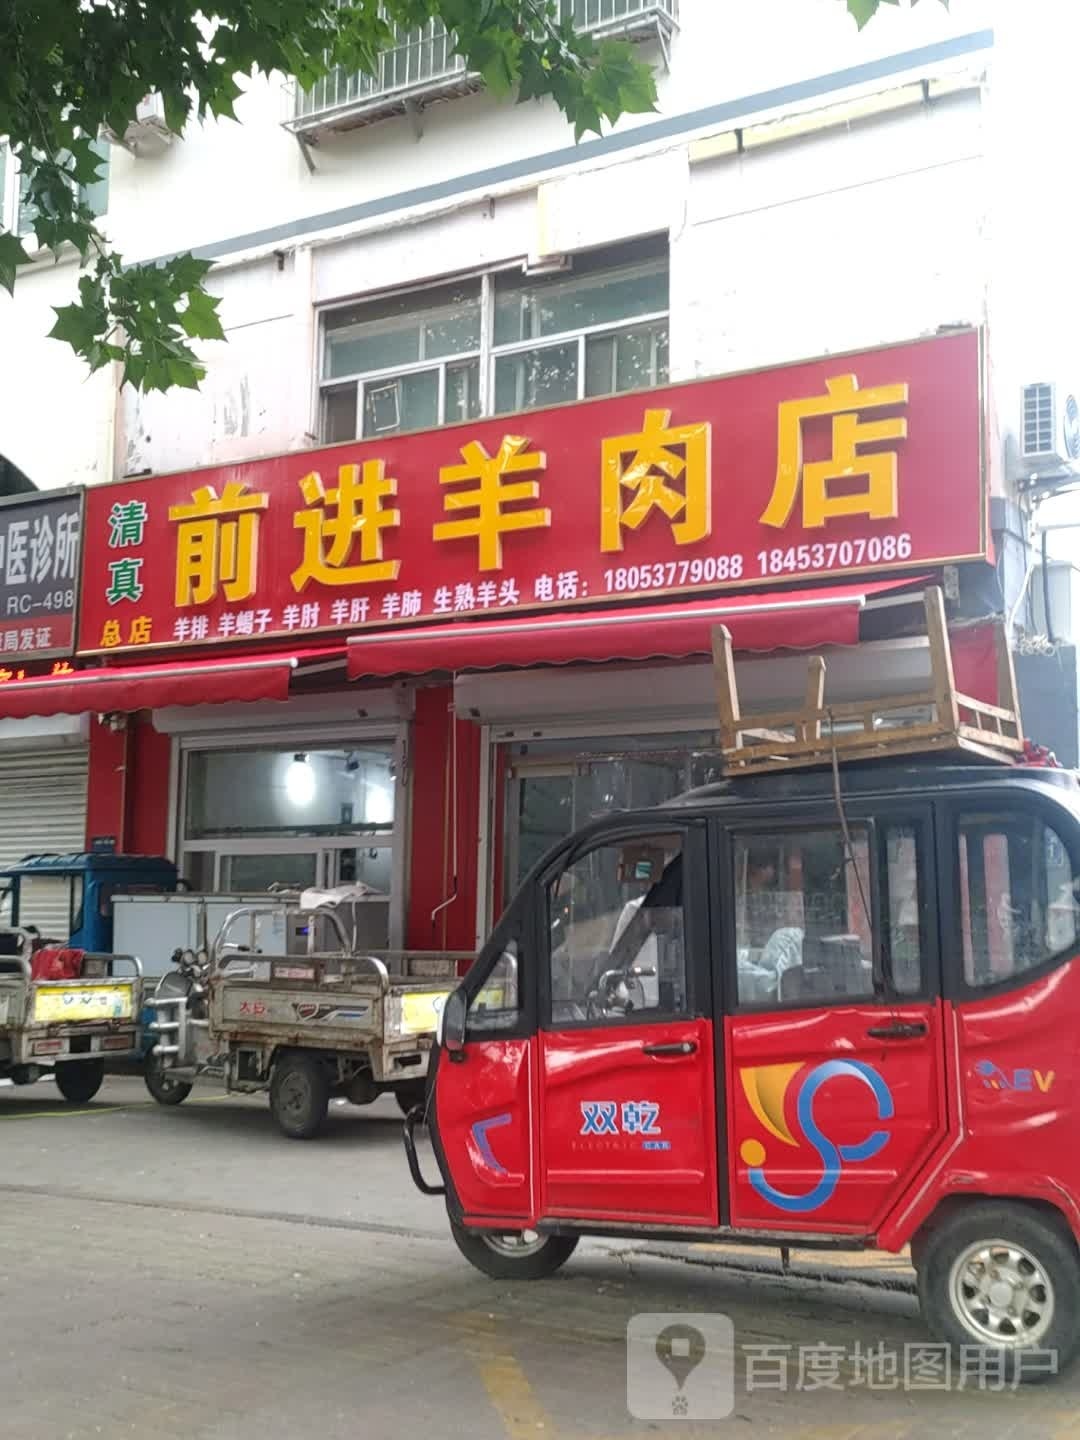 清真
总店
前进羊肉店
羊排 羊蝎子 羊肘 羊肝 羊肺 生熟羊头 电话：18053779088 18453707086
中医诊所
RC-498
局发证
双乾
ELECTRIC
EV
百度地图用户